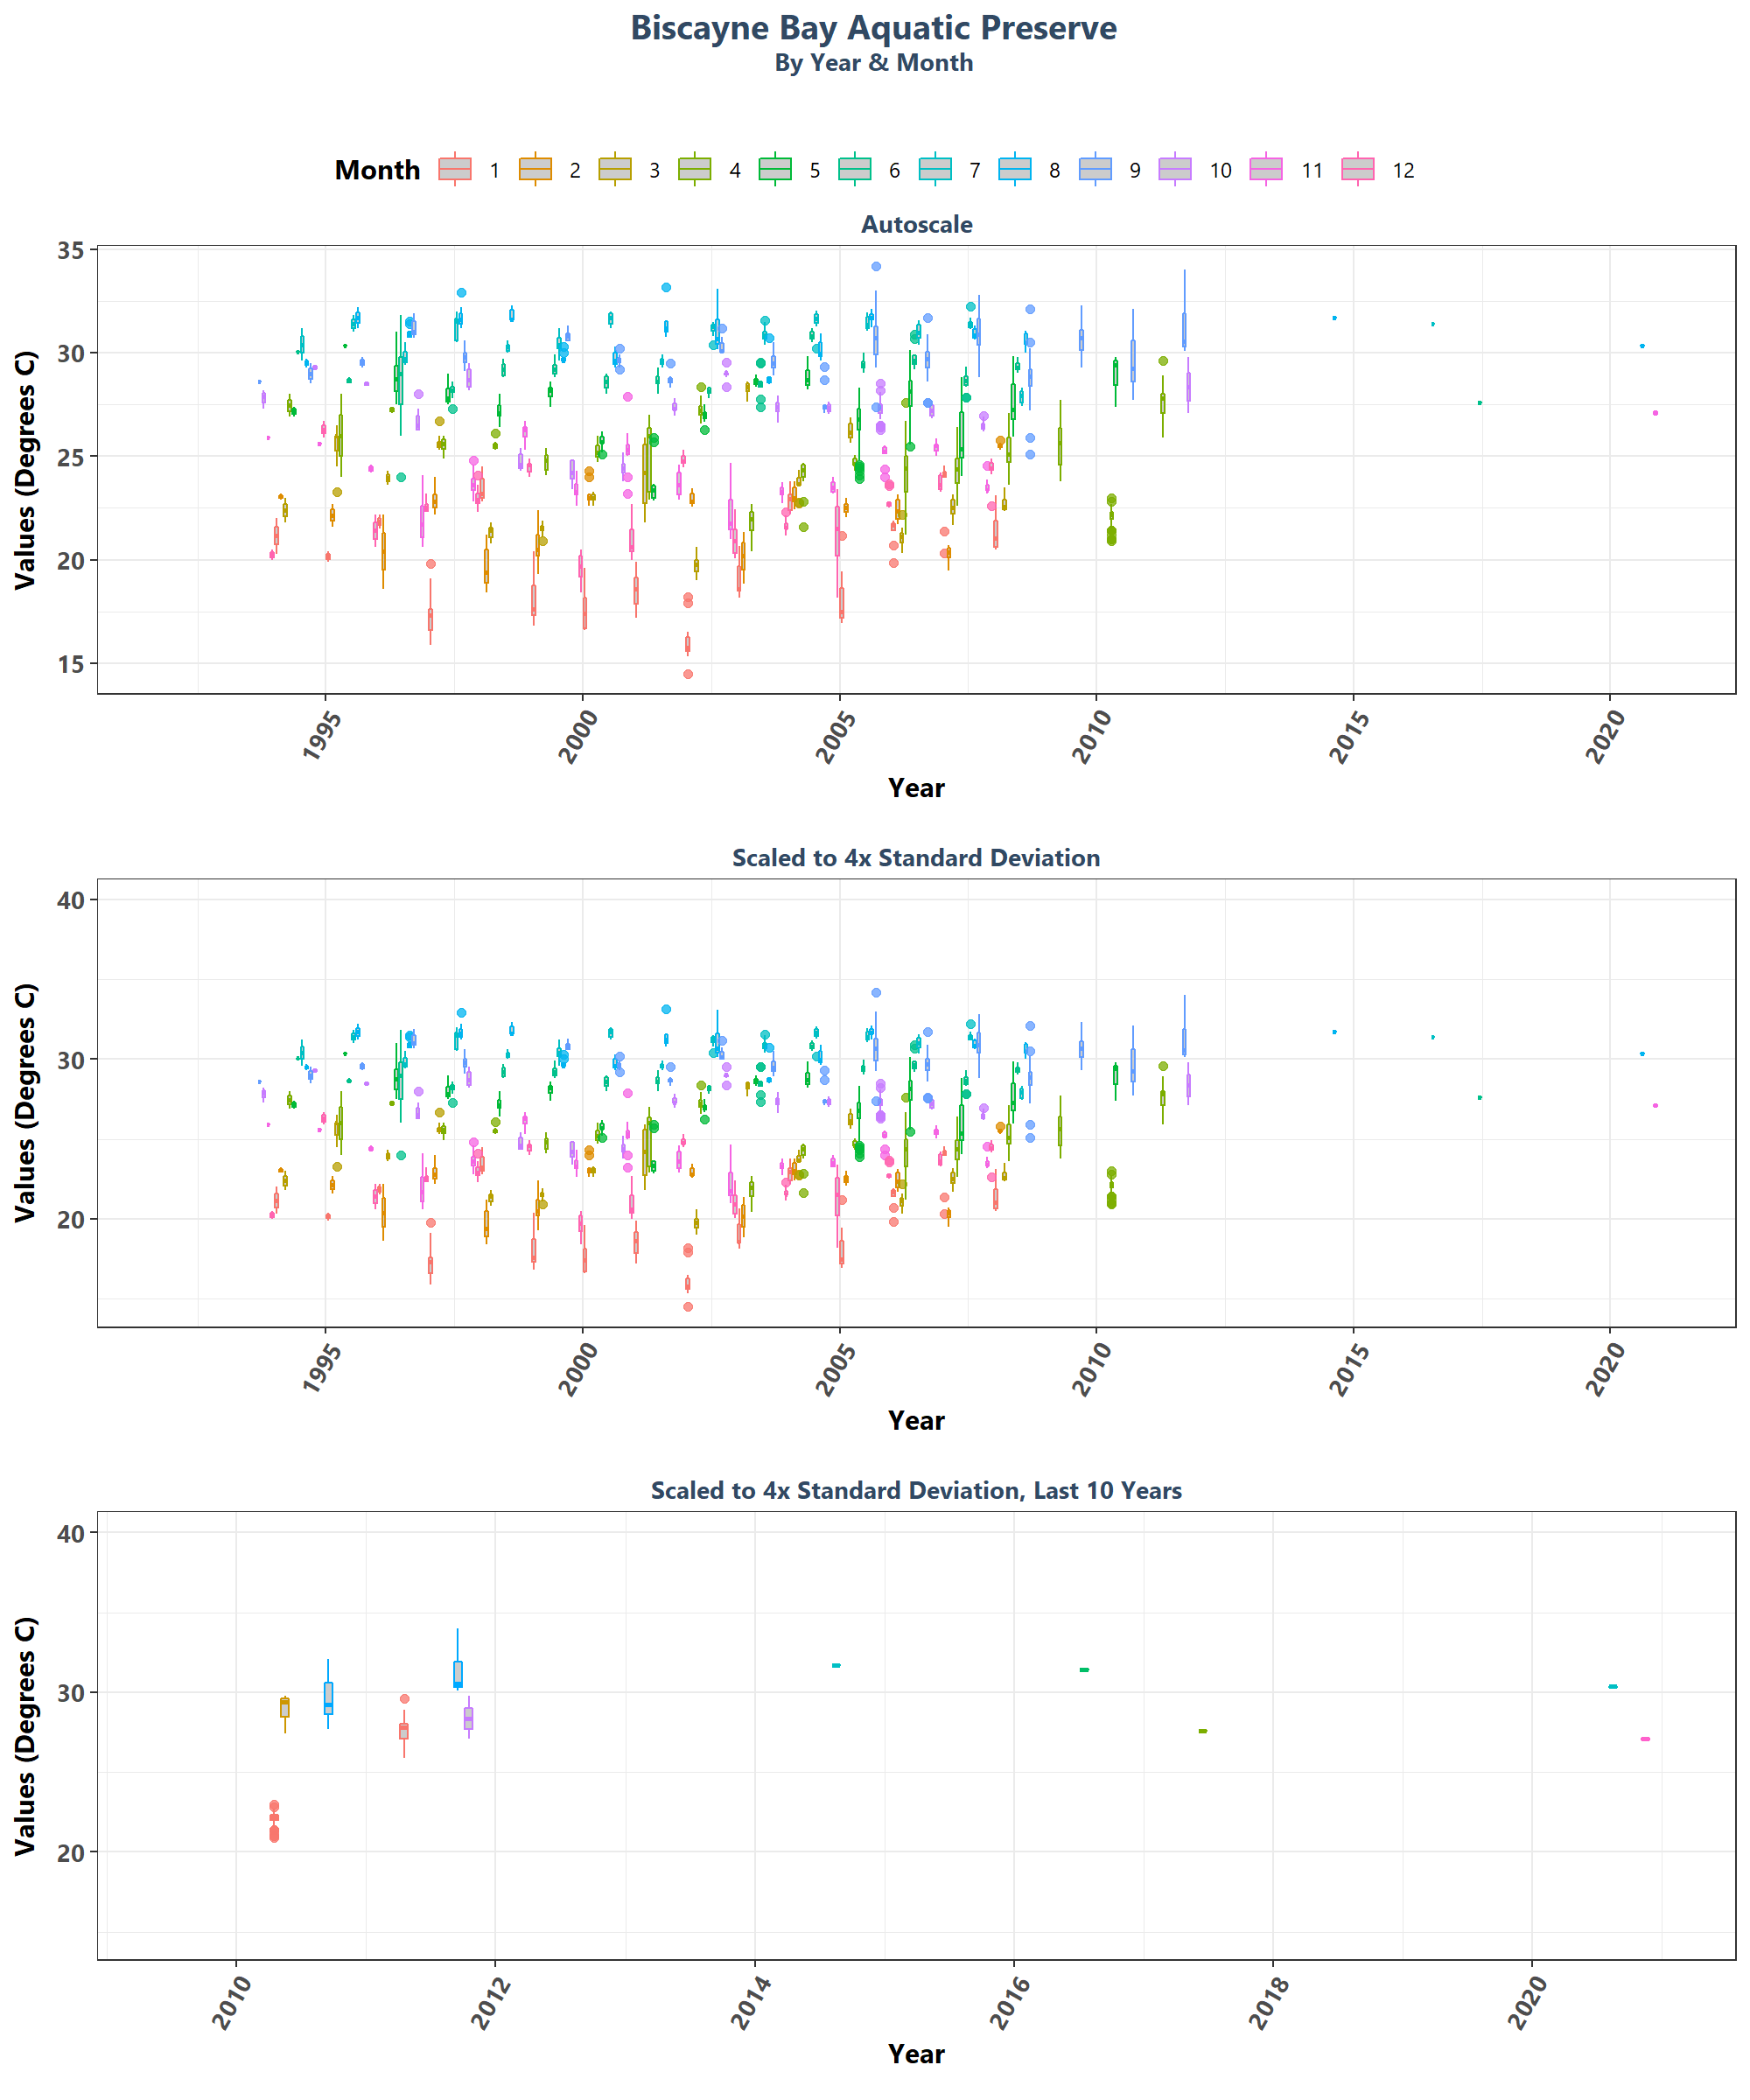 Biscayne Bay Aquatic Preserve
By Year & Month
Month 1 2 3 4 5 6 7 8 9 10 11 12
Autoscale
Values (Degrees C)
35
30
25
20
15
1995 2000 2005 2010 2015 2020
Year
Scaled to 4x Standard Deviation
Values (Degrees C)
40
30
20
1995 2000 2005 2010 2015 2020
Year
Scaled to 4x Standard Deviation, Last 10 Years
Values (Degrees C)
40
30
20
2010 2012 2014 2016 2018 2020
Year